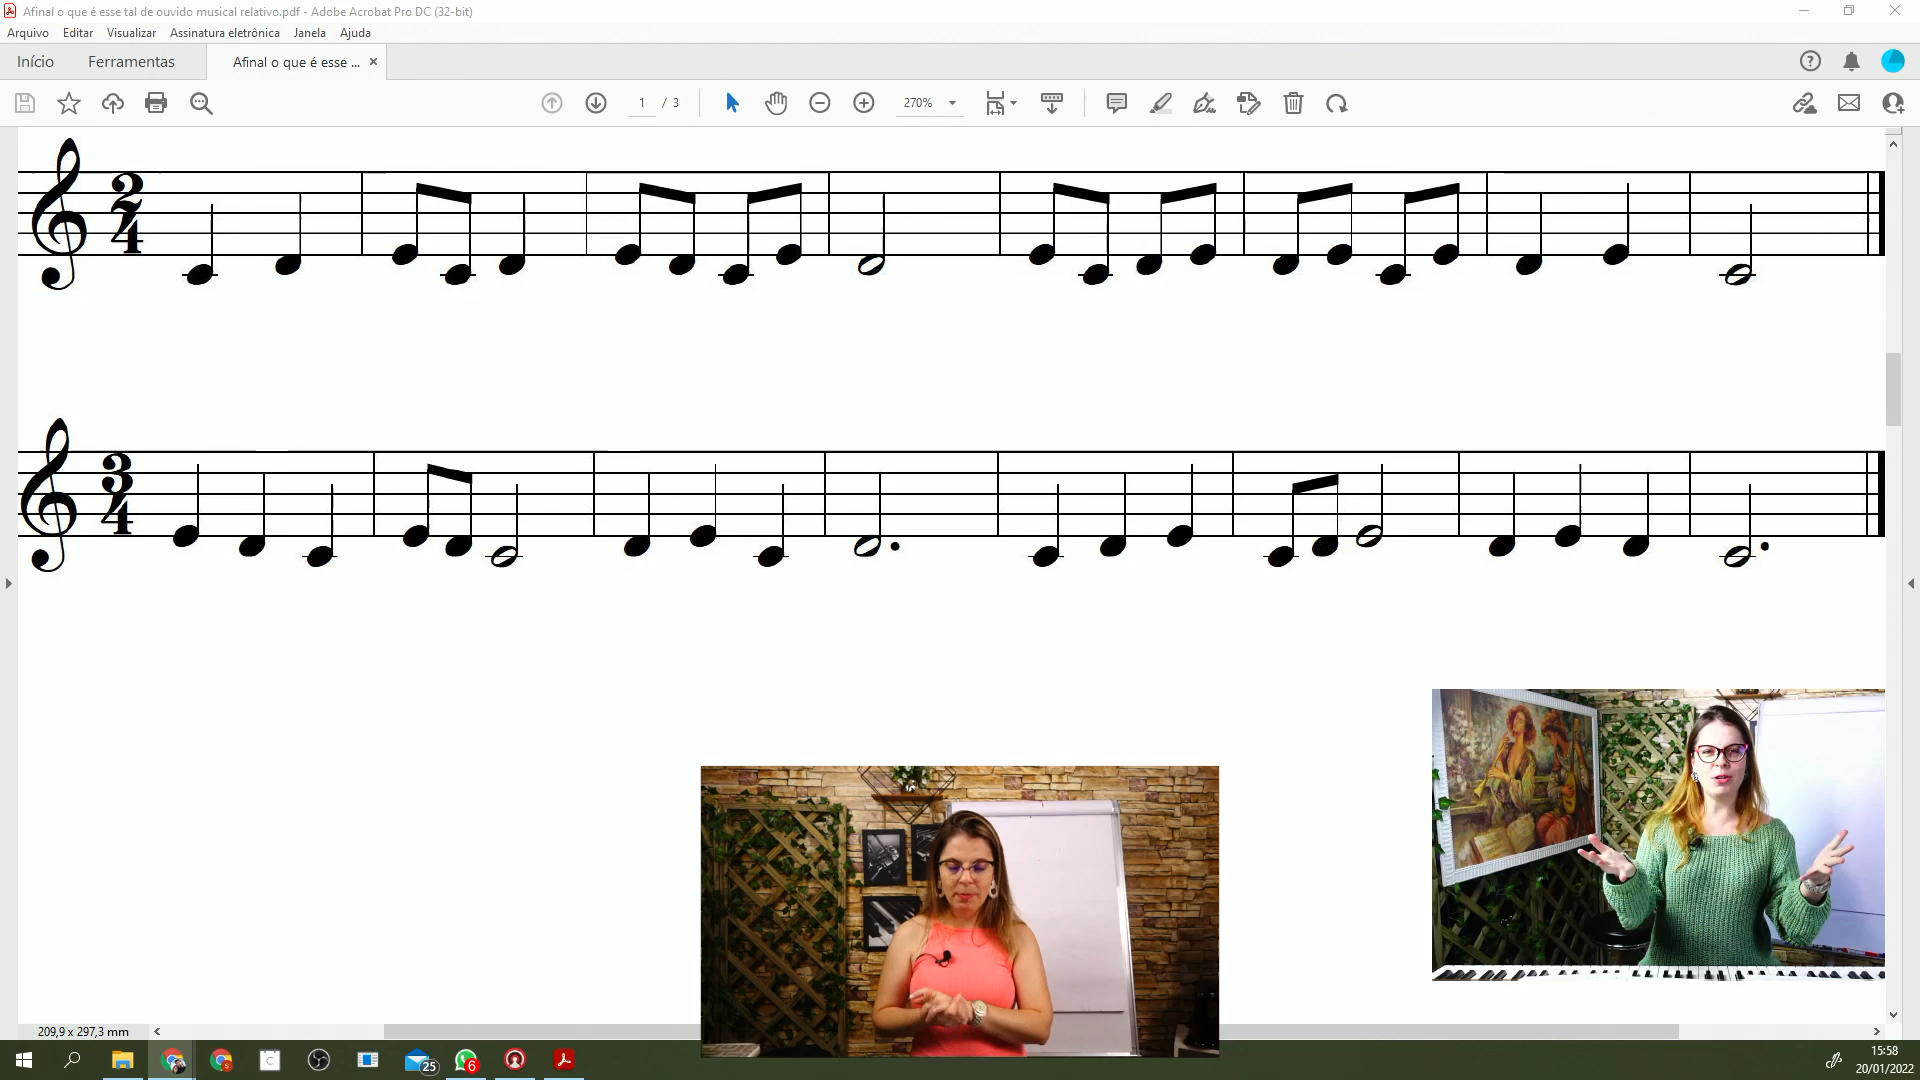 Afinal o que é esse tal de ouvido musical relativo.pdf - Adobe Acrobat Pro DC (32-bit)
Arquivo Editar Visualizar Assinatura eletrônica Janela Ajuda
Início Ferramentas Afinal o que é esse ... ×
1 / 3 270%
2
4
3
4
209,9 x 297,3 mm
25 6
15:58
20/01/2022